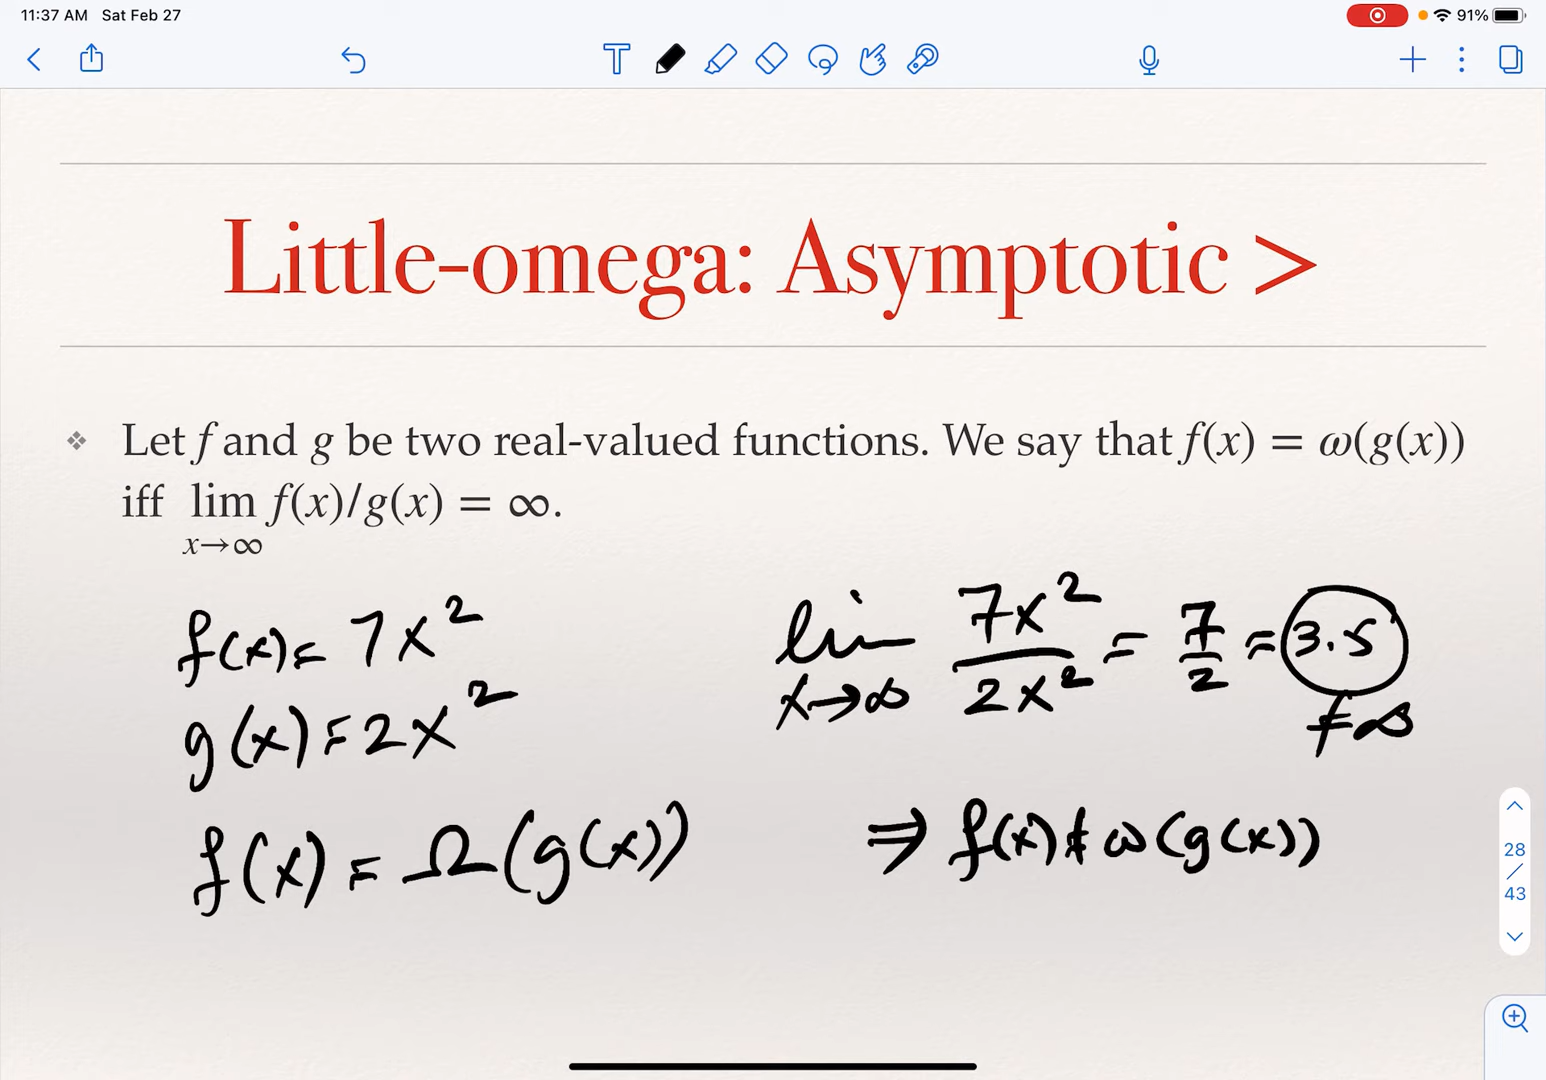 11:37 AM Sat Feb 27
91%
T
Little-omega: Asymptotic >
❖ Let f and g be two real-valued functions. We say that f(x) = ω(g(x))
iff lim x→∞ f(x)/g(x) = ∞.
f(x) = 7x²
g(x) = 2x²
f(x) = Ω(g(x))
lim x→∞ 7x²/2x² = 7/2 = 3.5
≠ ∞
⇒ f(x) ≠ ω(g(x))
28
/
43